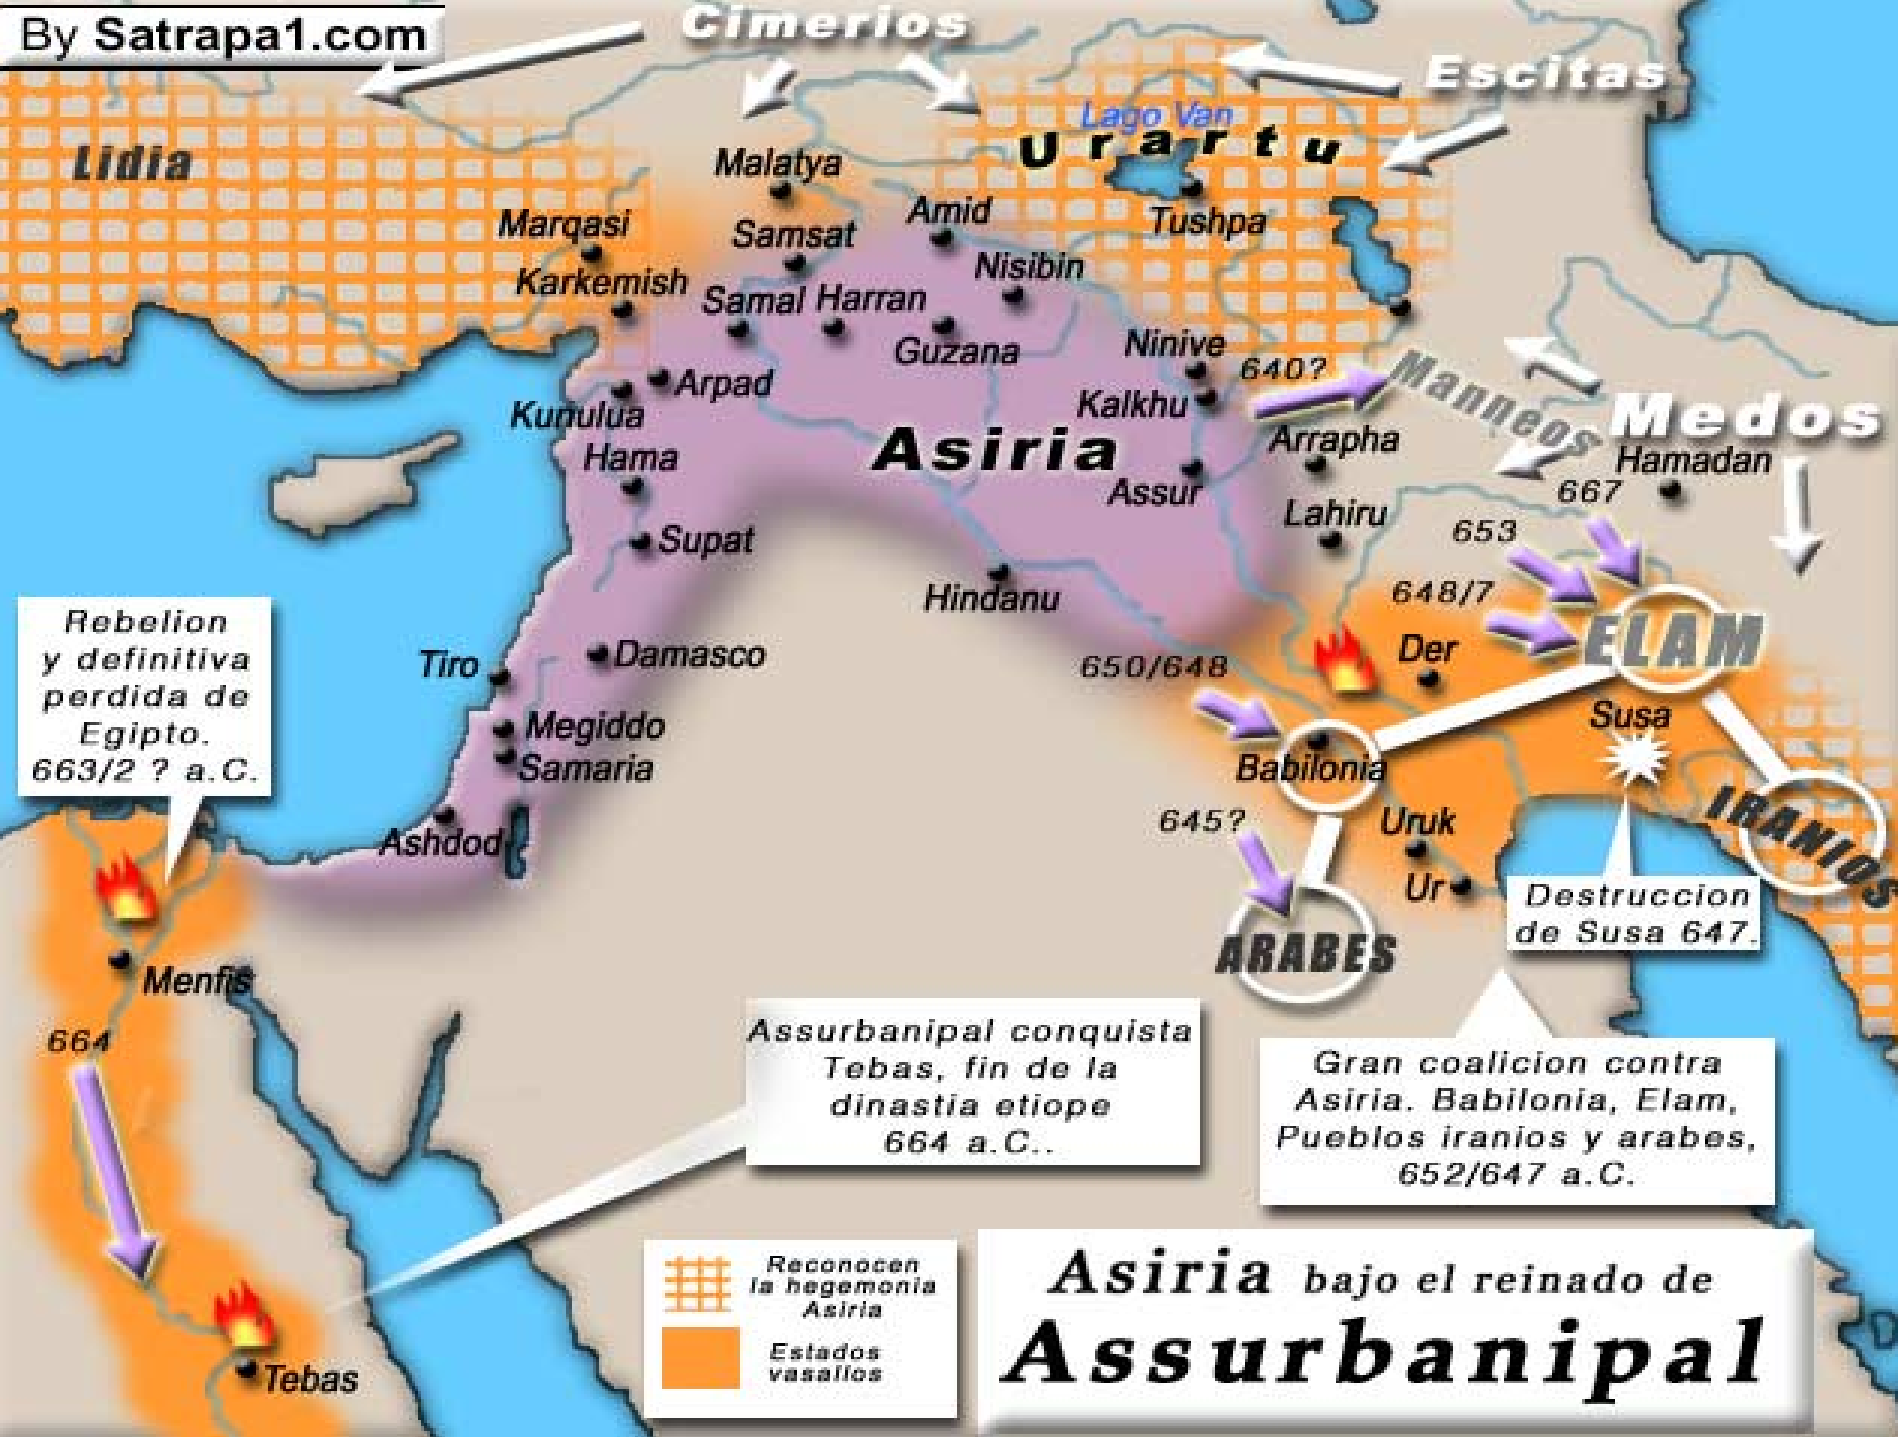 By Satrapa1.com
Cimerios
Escitas
Lago Van
Urartu
Lidia
Malatya
Marqasi
Samsat
Amid
Tushpa
Karkemish
Samal
Harran
Nisibin
Guzana
Ninive
640?
Manneos
Arpad
Kunulua
Kalkhu
Medos
Hama
Asiria
Arrapha
Hamadan
Assur
667
Supat
Lahiru
653
Hindanu
648/7
Rebelion
y definitiva
perdida de
Egipto.
663/2 ? a.C.
Tiro
Damasco
650/648
Der
ELAM
Megiddo
Samaria
Susa
Babilonia
Ashdod
645?
Uruk
IRANIOS
Ur
Destruccion
de Susa 647.
ARABES
Menfis
664
Assurbanipal conquista
Tebas, fin de la
dinastia etiope
664 a.C..
Gran coalicion contra
Asiria. Babilonia, Elam,
Pueblos iranios y arabes,
652/647 a.C.
Reconocen
la hegemonia
Asiria
Estados
vasallos
Asiria bajo el reinado de
Assurbanipal
Tebas